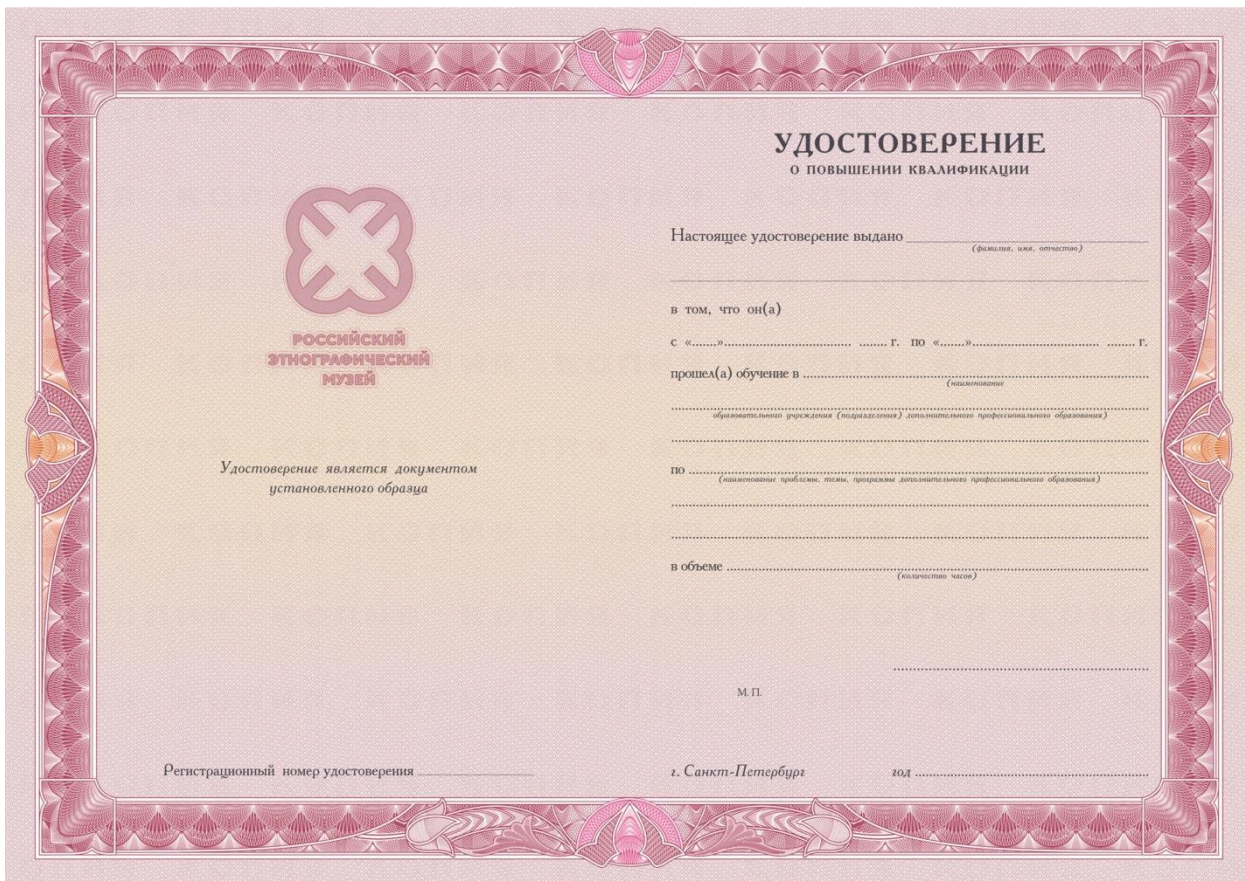 РОССИЙСКИЙ
ЭТНОГРАФИЧЕСКИЙ
МУЗЕЙ
Удостоверение является документом
установленного образца
Регистрационный номер удостоверения
УДОСТОВЕРЕНИЕ
О ПОВЫШЕНИИ КВАЛИФИКАЦИИ
Настоящее удостоверение выдано
(фамилия, имя, отчество)
в том, что он(а)
с «......»................................ ....... г. по «......»................................ ....... г.
прошел(а) обучение в
(наименование
образовательного учреждения (подразделения) дополнительного профессионального образования)
по
(наименование проблемы, темы, программы дополнительного профессионального образования)
в объеме
(количество часов)
М. П.
г. Санкт-Петербург год